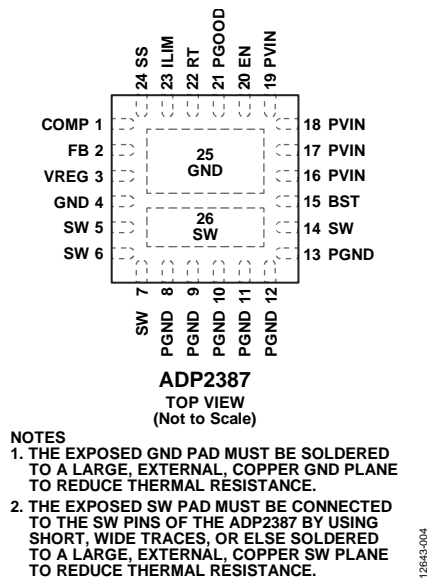 24 SS
23 ILIM
22 RT
21 PGOOD
20 EN
19 PVIN
COMP 1
FB 2
VREG 3
GND 4
SW 5
SW 6
25
GND
26
SW
18 PVIN
17 PVIN
16 PVIN
15 BST
14 SW
13 PGND
SW 7
PGND 8
PGND 9
PGND 10
PGND 11
PGND 12
ADP2387
TOP VIEW
(Not to Scale)
NOTES
1. THE EXPOSED GND PAD MUST BE SOLDERED
TO A LARGE, EXTERNAL, COPPER GND PLANE
TO REDUCE THERMAL RESISTANCE.
2. THE EXPOSED SW PAD MUST BE CONNECTED
TO THE SW PINS OF THE ADP2387 BY USING
SHORT, WIDE TRACES, OR ELSE SOLDERED
TO A LARGE, EXTERNAL, COPPER SW PLANE
TO REDUCE THERMAL RESISTANCE.
12643-004